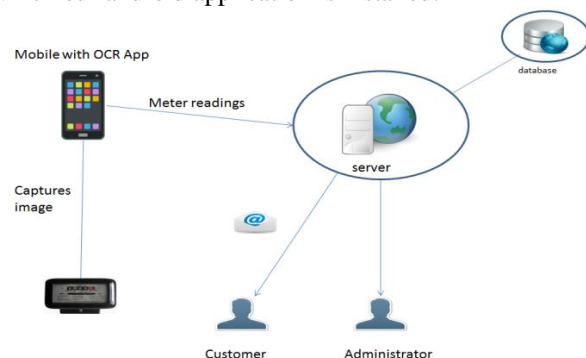 Mobile with OCR App
database
Meter readings
server
Captures
image
@
Customer
Administrator